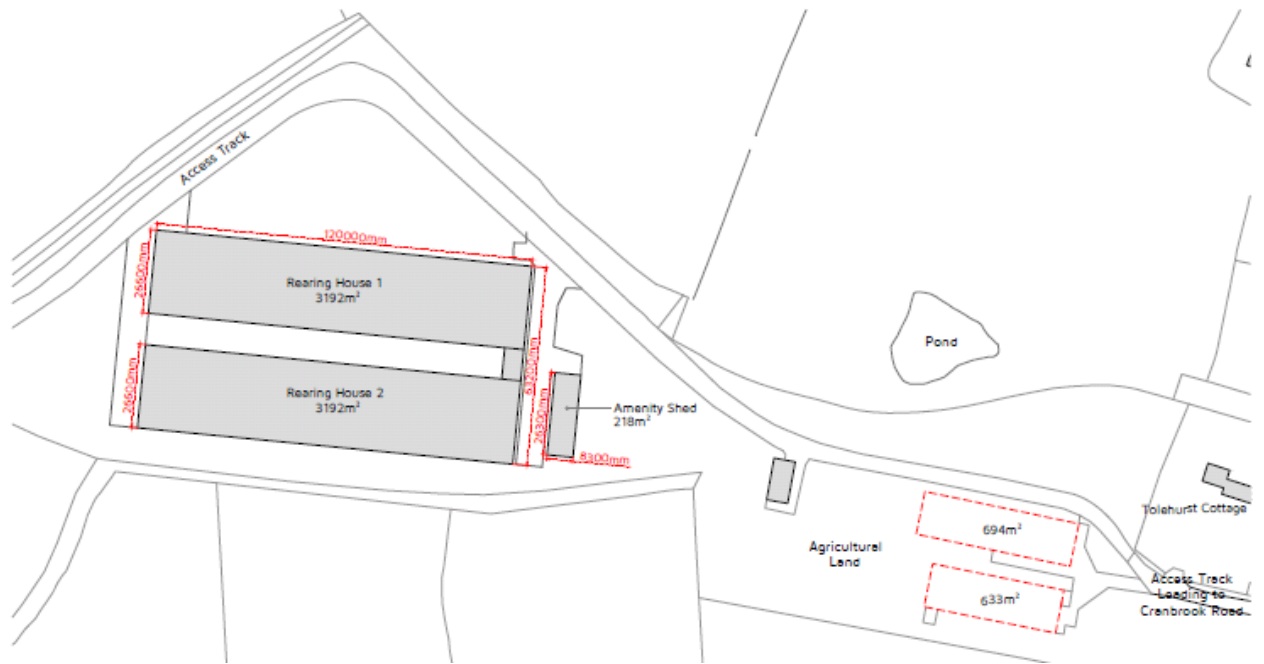 Access Track
120000mm
26600mm
Rearing House 1
3192m²
63200mm
26600mm
Rearing House 2
3192m²
26300mm
Amenity Shed
218m²
8300mm
Pond
Tolehurst Cottage
694m²
Agricultural
Land
633m²
Access Track
Leading to
Cranbrook Road